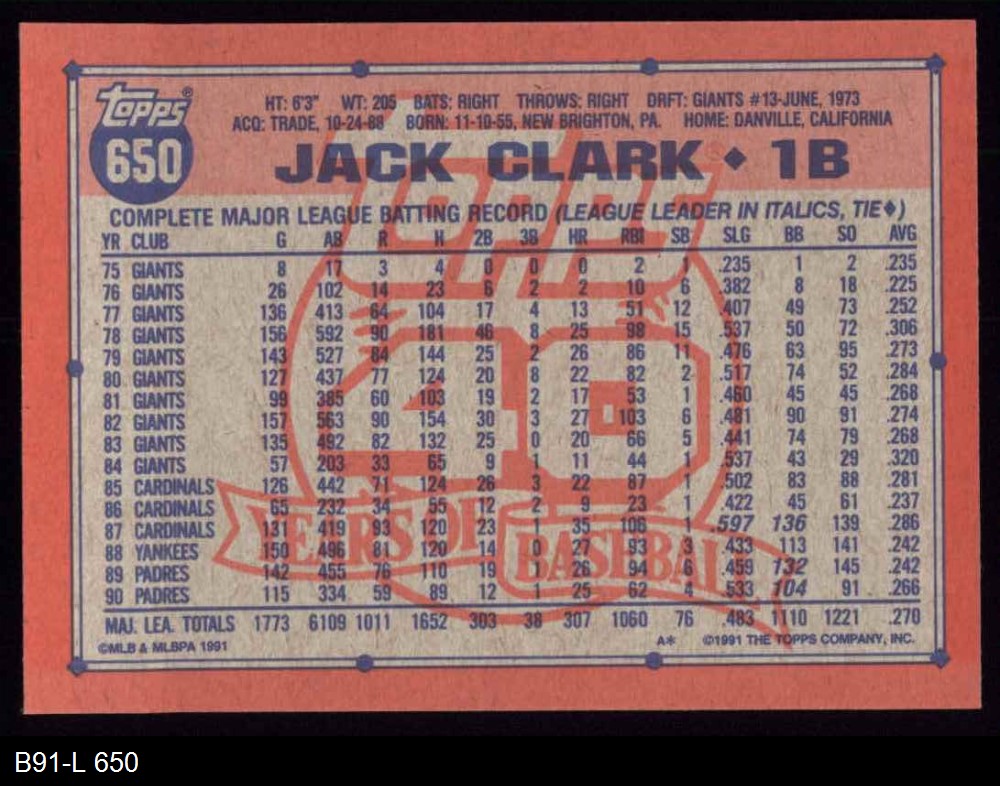 TOPPS®
650
HT: 6'3" WT: 205 BATS: RIGHT THROWS: RIGHT DRFT: GIANTS #13-JUNE, 1973
ACQ: TRADE, 10-24-88 BORN: 11-10-55, NEW BRIGHTON, PA. HOME: DANVILLE, CALIFORNIA
JACK CLARK ♦ 1B
COMPLETE MAJOR LEAGUE BATTING RECORD (LEAGUE LEADER IN ITALICS, TIE♦)
YR CLUB G AB R H 2B 3B HR RBI SB SLG BB SO AVG
75 GIANTS 8 17 3 4 0 0 0 2 1 .235 1 2 .235
76 GIANTS 26 102 14 23 6 2 2 10 6 .382 8 18 .225
77 GIANTS 136 413 64 104 17 4 13 51 12 .407 49 73 .252
78 GIANTS 156 592 90 181 46 8 25 98 15 .537 50 72 .306
79 GIANTS 143 527 84 144 25 2 26 86 11 .476 63 95 .273
80 GIANTS 127 437 77 124 20 8 22 82 2 .517 74 52 .284
81 GIANTS 99 385 60 103 19 2 17 53 1 .460 45 45 .268
82 GIANTS 157 563 90 154 30 3 27 103 6 .481 90 91 .274
83 GIANTS 135 492 82 132 25 0 20 66 5 .441 74 79 .268
84 GIANTS 57 203 33 65 9 1 11 44 1 .537 43 29 .320
85 CARDINALS 126 442 71 124 26 3 22 87 1 .502 83 88 .281
86 CARDINALS 65 232 34 55 12 2 9 23 1 .422 45 61 .237
87 CARDINALS 131 419 93 120 23 1 35 106 1 .597 136 139 .286
88 YANKEES 150 496 81 120 14 0 27 93 3 .433 113 141 .242
89 PADRES 142 455 76 110 19 1 26 94 6 .459 132 145 .242
90 PADRES 115 334 59 89 12 1 25 62 4 .533 104 91 .266
MAJ. LEA. TOTALS 1773 6109 1011 1652 303 38 307 1060 76 .483 1110 1221 .270
©MLB & MLBPA 1991 A* ©1991 THE TOPPS COMPANY, INC.
TOPPS®
40
YEARS OF BASEBALL
B91-L 650